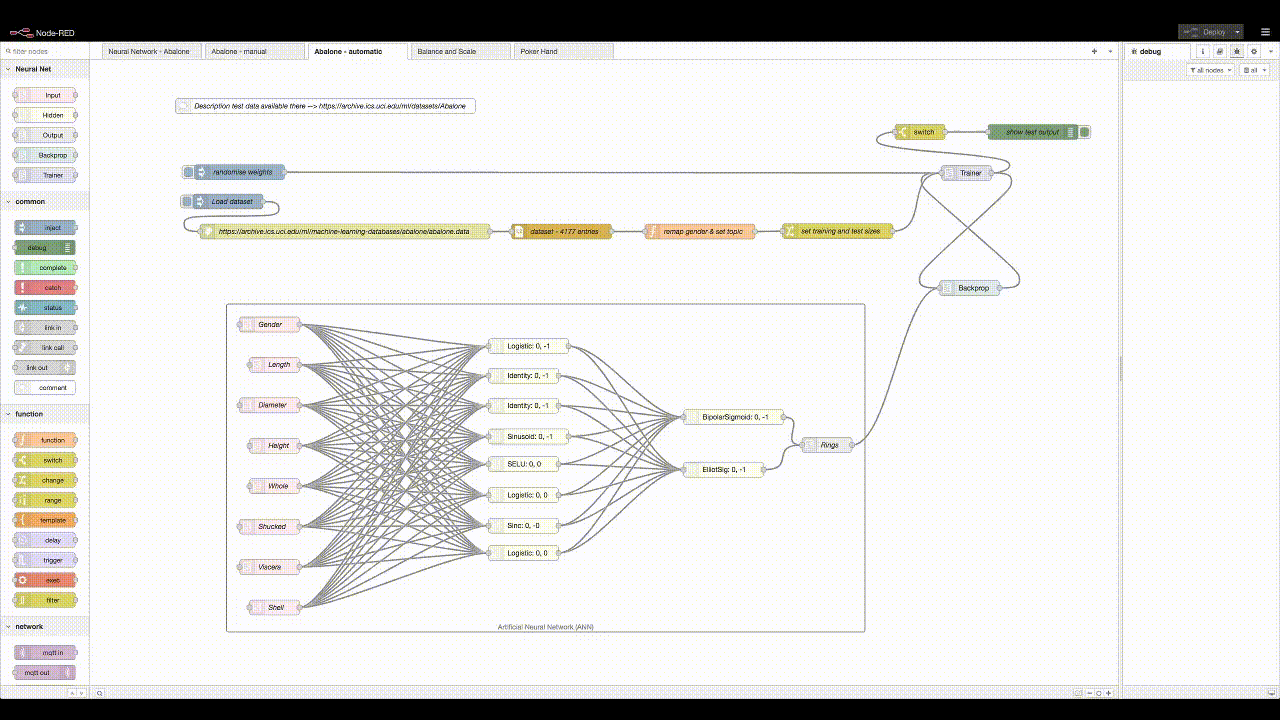 Node-RED
Deploy
filter nodes
Neural Network - Abalone
Abalone - manual
Abalone - automatic
Balance and Scale
Poker Hand
debug
all nodes
all
Neural Net
Input
Hidden
Output
Backprop
Trainer
common
inject
debug
complete
catch
status
link in
link call
link out
comment
function
function
switch
change
range
template
delay
trigger
exec
filter
network
mqtt in
mqtt out
Description test data available there --> https://archive.ics.uci.edu/ml/datasets/Abalone
switch
show test output
randomise weights
Trainer
Load dataset
https://archive.ics.uci.edu/ml/machine-learning-databases/abalone/abalone.data
dataset - 4177 entries
remap gender & set topic
set training and test sizes
Backprop
Gender
Length
Diameter
Height
Whole
Shucked
Viscera
Shell
Logistic: 0, -1
Identity: 0, -1
Identity: 0, -1
Sinusoid: 0, -1
SELU: 0, 0
Logistic: 0, 0
Sinc: 0, -0
Logistic: 0, 0
BipolarSigmoid: 0, -1
ElliotSig: 0, -1
Rings
Artificial Neural Network (ANN)